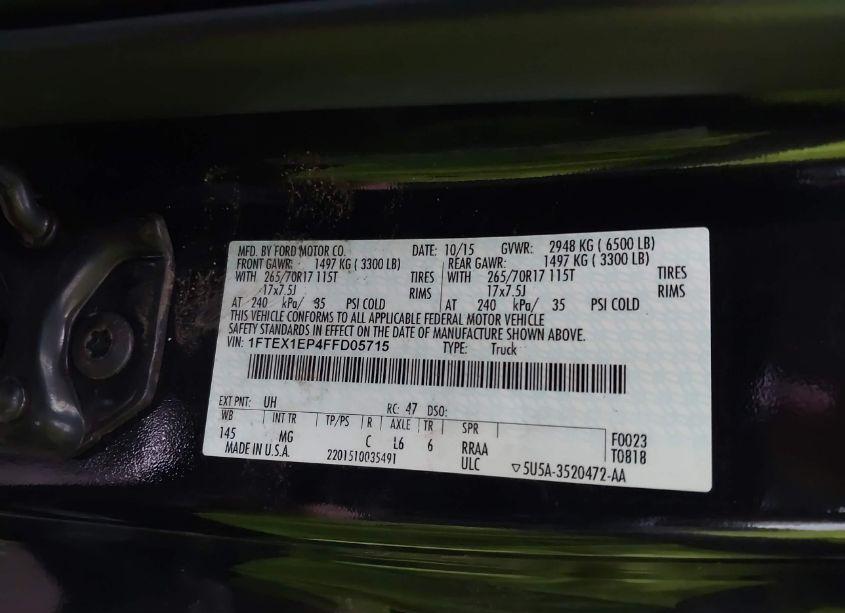 MFD. BY FORD MOTOR CO. DATE: 10/15 GVWR: 2948 KG ( 6500 LB)
FRONT GAWR: 1497 KG ( 3300 LB) REAR GAWR: 1497 KG ( 3300 LB)
WITH 265/70R17 115T TIRES WITH 265/70R17 115T TIRES
17x7.5J RIMS 17x7.5J RIMS
AT 240 kPa/ 35 PSI COLD AT 240 kPa/ 35 PSI COLD
THIS VEHICLE CONFORMS TO ALL APPLICABLE FEDERAL MOTOR VEHICLE
SAFETY STANDARDS IN EFFECT ON THE DATE OF MANUFACTURE SHOWN ABOVE.
VIN: 1FTEX1EP4FFD05715 TYPE: Truck
EXT PNT: UH RC: 47 DSO:
WB INT TR TP/PS R AXLE TR SPR
145 MG C L6 6 RRAA F0023
MADE IN U.S.A. 2201510035491 ULC ▽5U5A-3520472-AA T0818